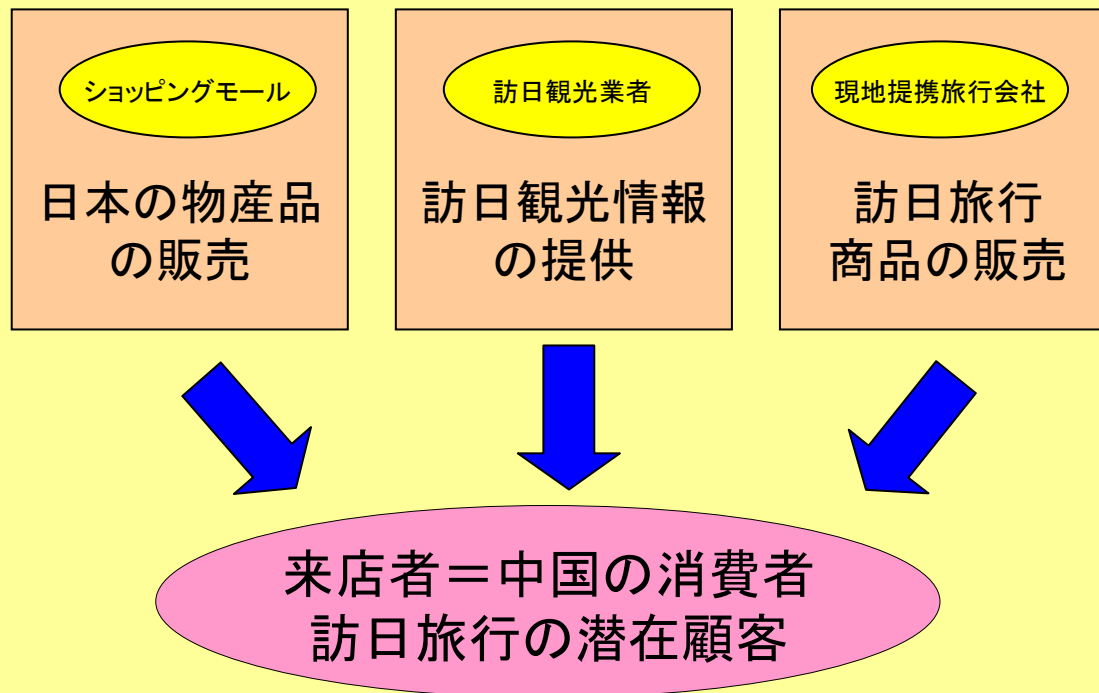 ショッピングモール
日本の物産品
の販売
訪日観光業者
訪日観光情報
の提供
現地提携旅行会社
訪日旅行
商品の販売
来店者＝中国の消費者
訪日旅行の潜在顧客